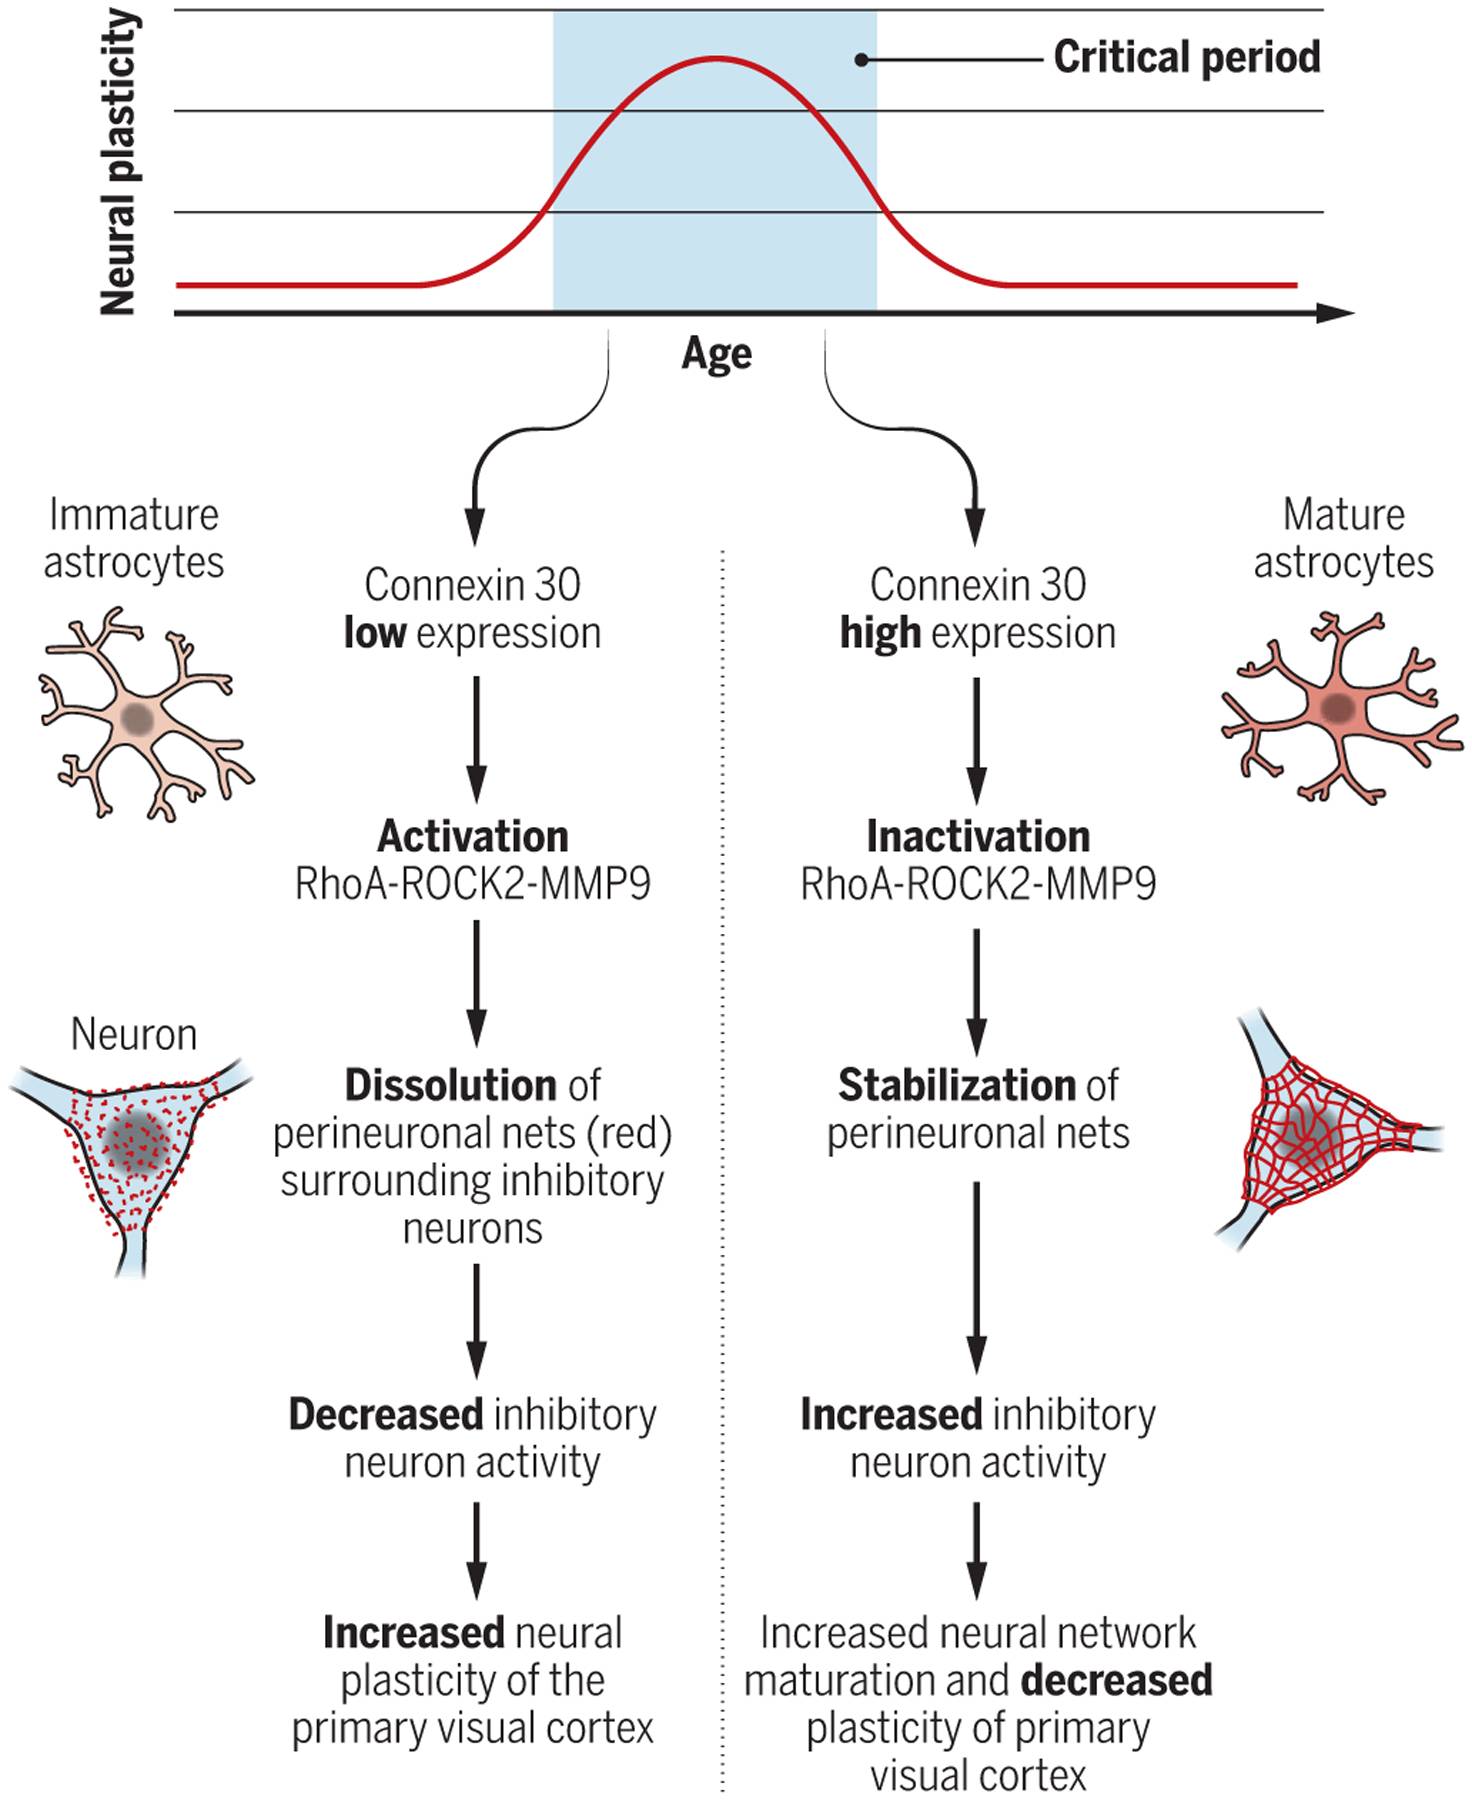 Neural plasticity
Critical period
Age
Immature
astrocytes
Connexin 30
low expression
Activation
RhoA-ROCK2-MMP9
Neuron
Dissolution of
perineuronal nets (red)
surrounding inhibitory
neurons
Decreased inhibitory
neuron activity
Increased neural
plasticity of the
primary visual cortex
Mature
astrocytes
Connexin 30
high expression
Inactivation
RhoA-ROCK2-MMP9
Stabilization of
perineuronal nets
Increased inhibitory
neuron activity
Increased neural network
maturation and decreased
plasticity of primary
visual cortex